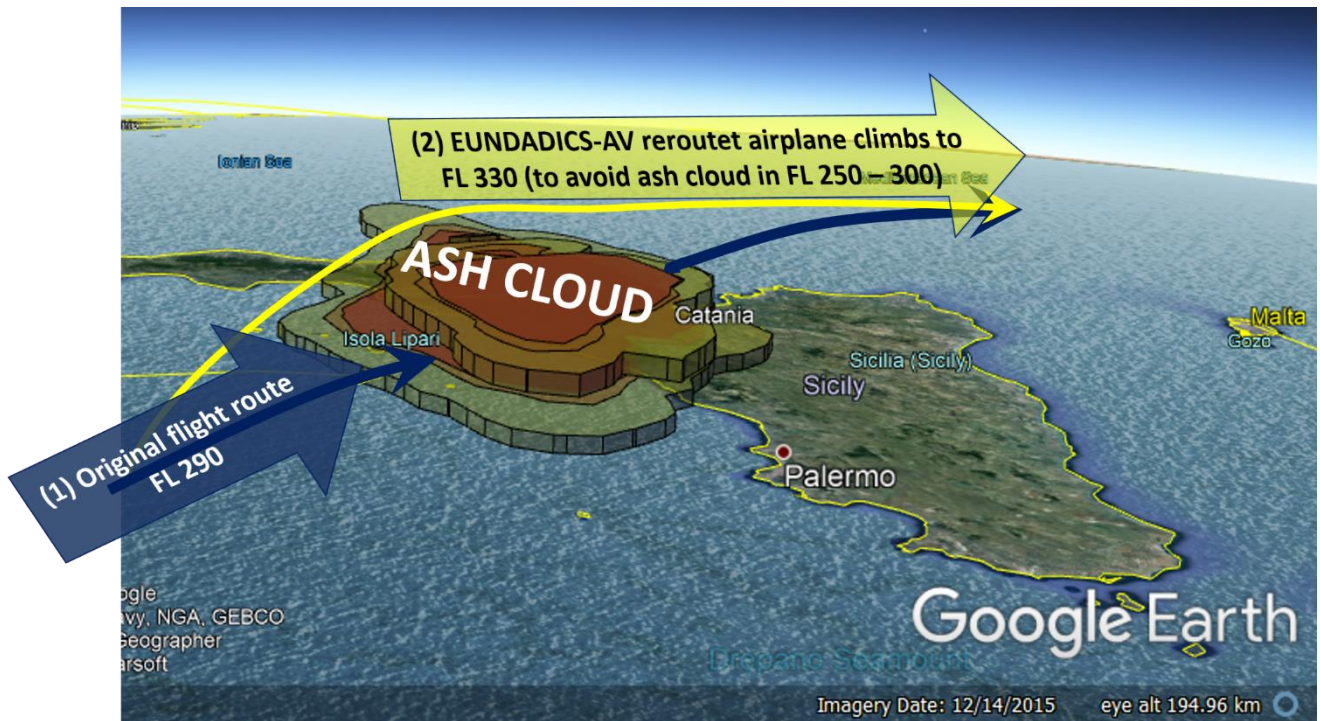 (2) EUNDADICS-AV reroutet airplane climbs to
FL 330 (to avoid ash cloud in FL 250 – 300)
Ionian Sea
ASH CLOUD
Catania
Isola Lipari
Malta
Gozo
Sicilia (Sicily)
Sicily
(1) Original flight route
FL 290
Palermo
ogle
avy, NGA, GEBCO
Geographer
arsoft
Google Earth
Drepano Seamount
Imagery Date: 12/14/2015 eye alt 194.96 km